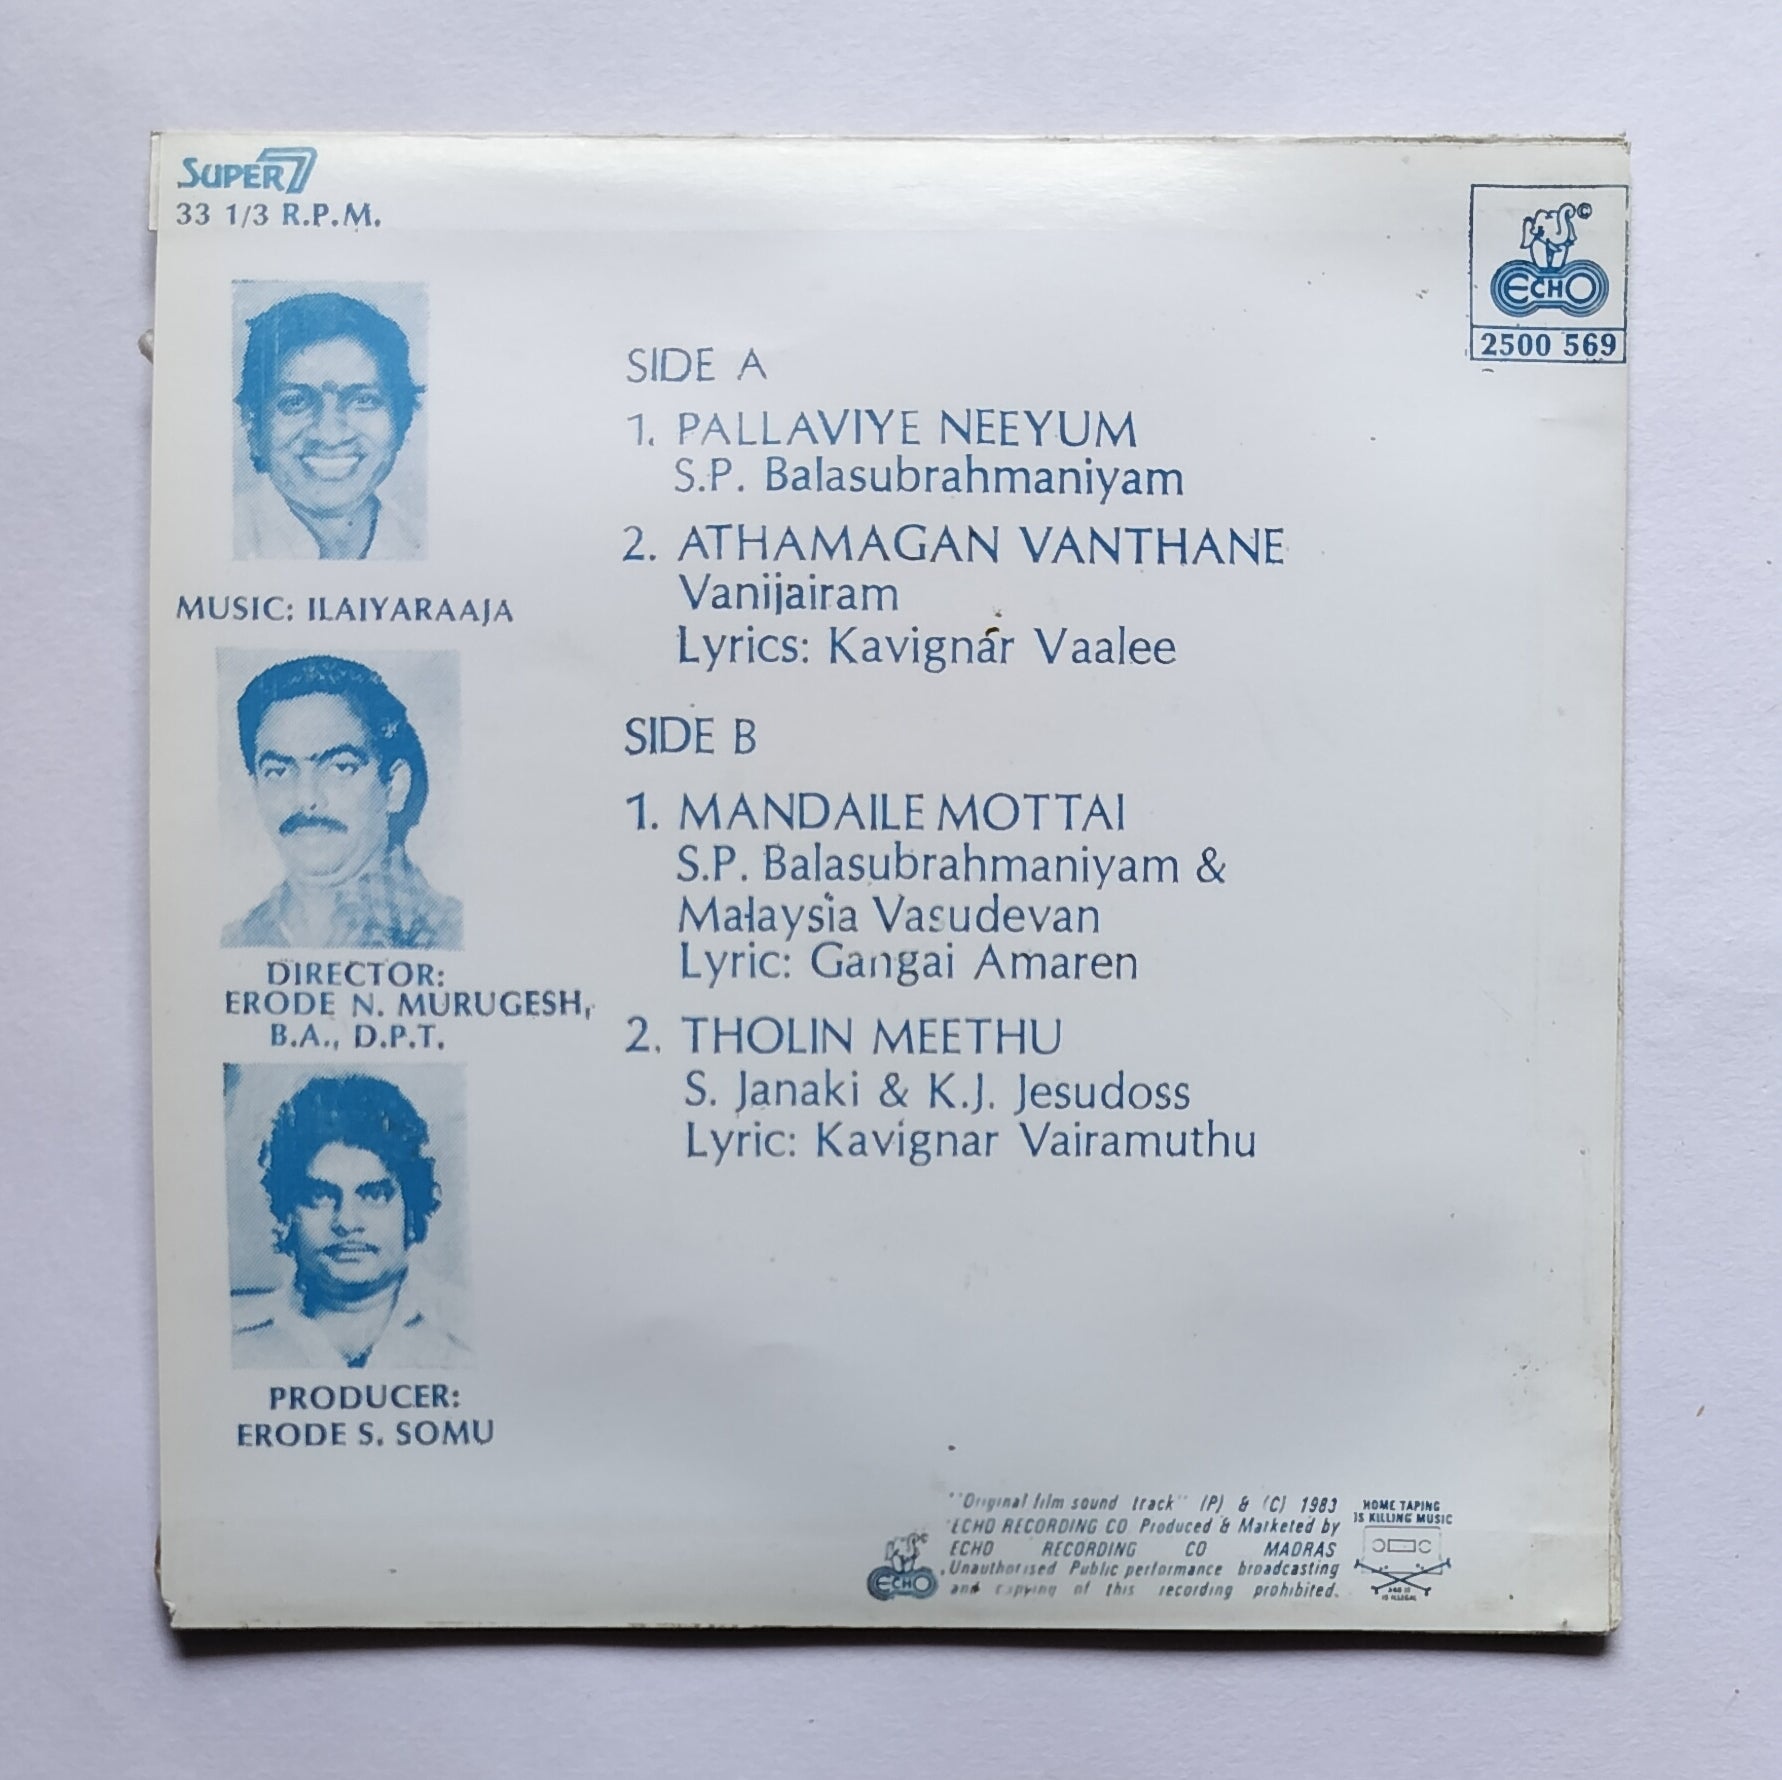 SUPER 7
33 1/3 R.P.M.
©
ECHO
2500 569
MUSIC: ILAIYARAAJA
DIRECTOR:
ERODE N. MURUGESH,
B.A., D.P.T.
PRODUCER:
ERODE S. SOMU
SIDE A
1. PALLAVIYE NEEYUM
S.P. Balasubrahmaniyam
2. ATHAMAGAN VANTHANE
Vanijairam
Lyrics: Kavignar Vaalee
SIDE B
1. MANDAILE MOTTAI
S.P. Balasubrahmaniyam &
Malaysia Vasudevan
Lyric: Gangai Amaren
2. THOLIN MEETHU
S. Janaki & K.J. Jesudoss
Lyric: Kavignar Vairamuthu
ECHO
"Original film sound track" (P) & (C) 1983
ECHO RECORDING CO Produced & Marketed by
ECHO RECORDING CO MADRAS
Unauthorised Public performance broadcasting
and copying of this recording prohibited.
HOME TAPING
IS KILLING MUSIC
IS ILLEGAL